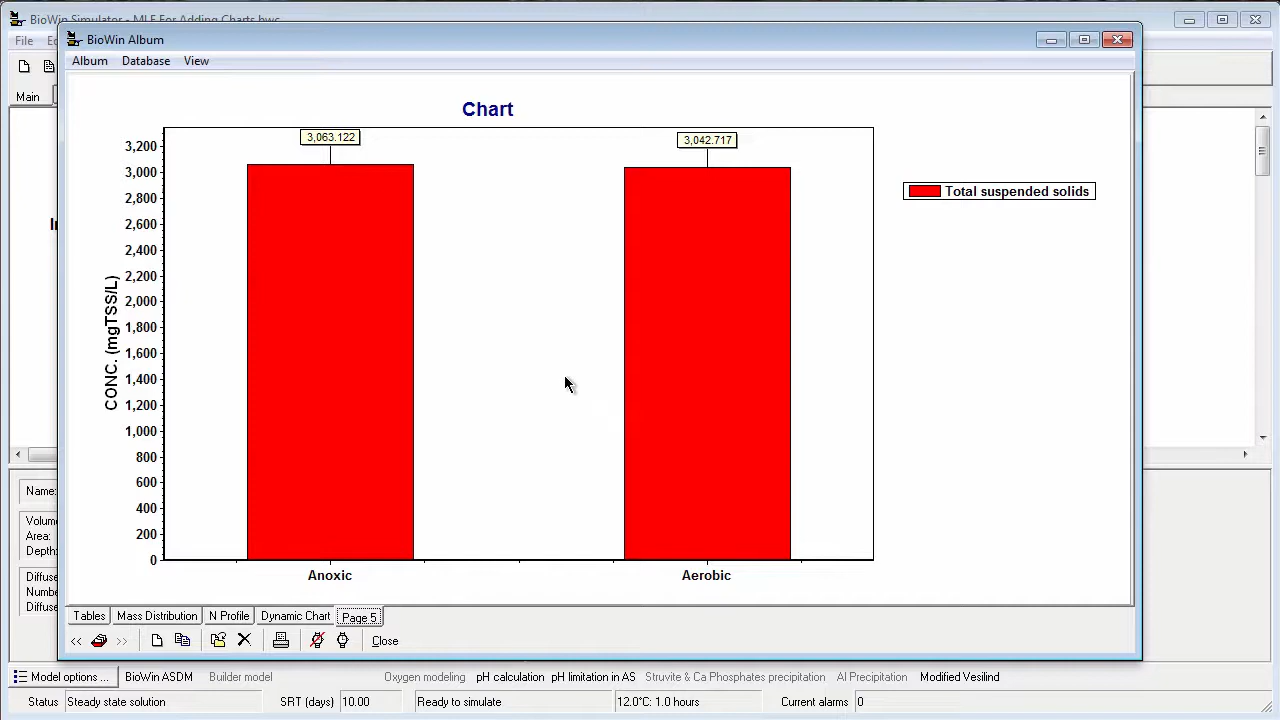 BioWin Simulator - MLE For Adding Charts.bwc
File
BioWin Album
Album Database View
Main
Chart
3,063.122
3,042.717
Total suspended solids
3,200
3,000
2,800
2,600
2,400
2,200
2,000
1,800
1,600
1,400
1,200
1,000
800
600
400
200
0
CONC. (mgTSS/L)
Anoxic Aerobic
Name:
Volum
Area:
Depth:
Diffuse
Numbe
Diffuse
Tables Mass Distribution N Profile Dynamic Chart Page 5
<< >> Close
Model options ... BioWin ASDM Builder model Oxygen modeling pH calculation pH limitation in AS Struvite & Ca Phosphates precipitation Al Precipitation Modified Vesilind
Status Steady state solution SRT (days) 10.00 Ready to simulate 12.0°C: 1.0 hours Current alarms 0